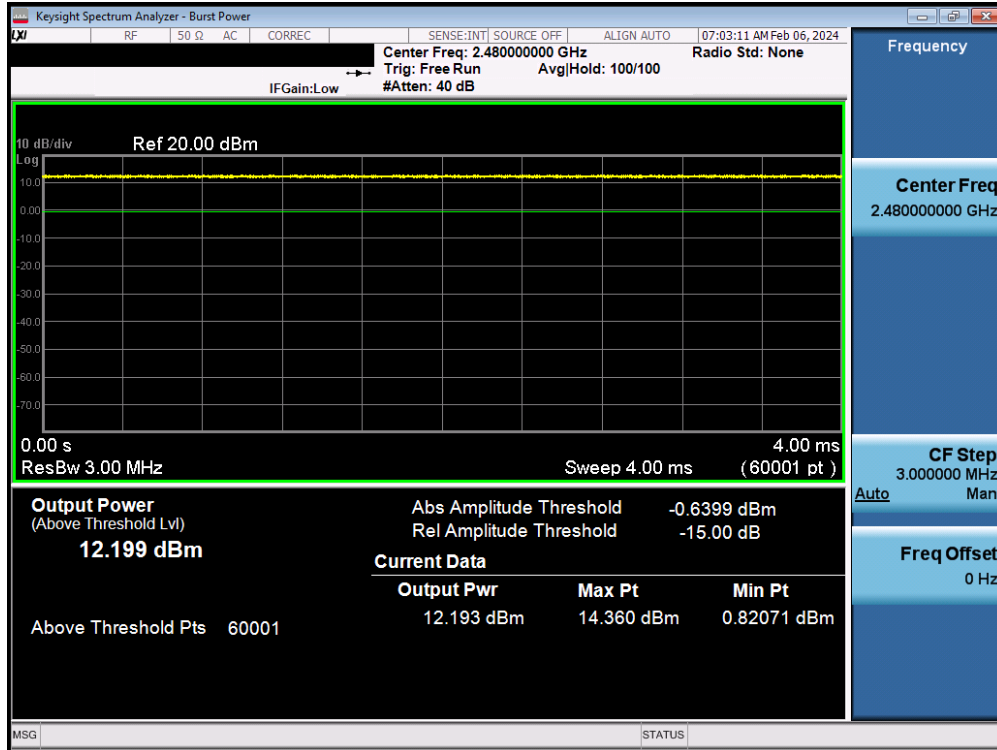 Keysight Spectrum Analyzer - Burst Power
LXI RF 50 Ω AC CORREC SENSE:INT SOURCE OFF ALIGN AUTO 07:03:11 AM Feb 06, 2024
Center Freq: 2.480000000 GHz Radio Std: None
Trig: Free Run Avg|Hold: 100/100
IFGain:Low #Atten: 40 dB
Frequency
10 dB/div Ref 20.00 dBm
Log
10.0
0.00
-10.0
-20.0
-30.0
-40.0
-50.0
-60.0
-70.0
0.00 s 4.00 ms
ResBw 3.00 MHz Sweep 4.00 ms (60001 pt )
Center Freq
2.480000000 GHz
CF Step
3.000000 MHz
Auto Man
Freq Offset
0 Hz
Output Power
(Above Threshold Lvl)
12.199 dBm
Above Threshold Pts 60001
Abs Amplitude Threshold -0.6399 dBm
Rel Amplitude Threshold -15.00 dB
Current Data
Output Pwr Max Pt Min Pt
12.193 dBm 14.360 dBm 0.82071 dBm
MSG STATUS